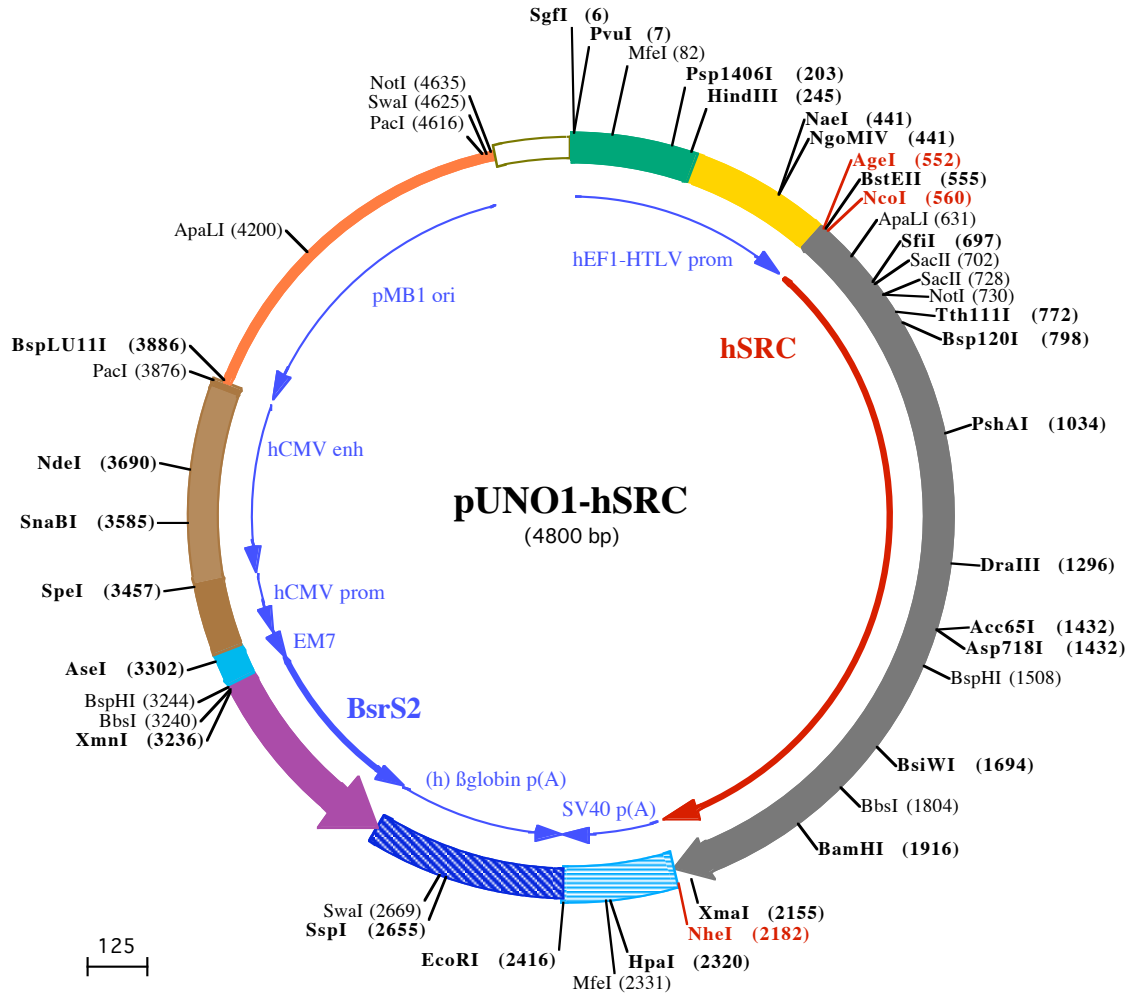 SgfI (6)
PvuI (7)
MfeI (82)
Psp1406I (203)
HindIII (245)
NaeI (441)
NgoMIV (441)
AgeI (552)
BstEII (555)
NcoI (560)
ApaLI (631)
SfiI (697)
SacII (702)
SacII (728)
NotI (730)
Tth111I (772)
Bsp120I (798)
PshAI (1034)
DraIII (1296)
Acc65I (1432)
Asp718I (1432)
BspHI (1508)
BsiWI (1694)
BbsI (1804)
BamHI (1916)
XmaI (2155)
NheI (2182)
HpaI (2320)
MfeI (2331)
EcoRI (2416)
SspI (2655)
SwaI (2669)
XmnI (3236)
BbsI (3240)
BspHI (3244)
AseI (3302)
SpeI (3457)
SnaBI (3585)
NdeI (3690)
PacI (3876)
BspLU11I (3886)
ApaLI (4200)
PacI (4616)
SwaI (4625)
NotI (4635)
hEF1-HTLV prom
hSRC
SV40 p(A)
(h) ßglobin p(A)
BsrS2
EM7
hCMV prom
hCMV enh
pMB1 ori
pUNO1-hSRC
(4800 bp)
125